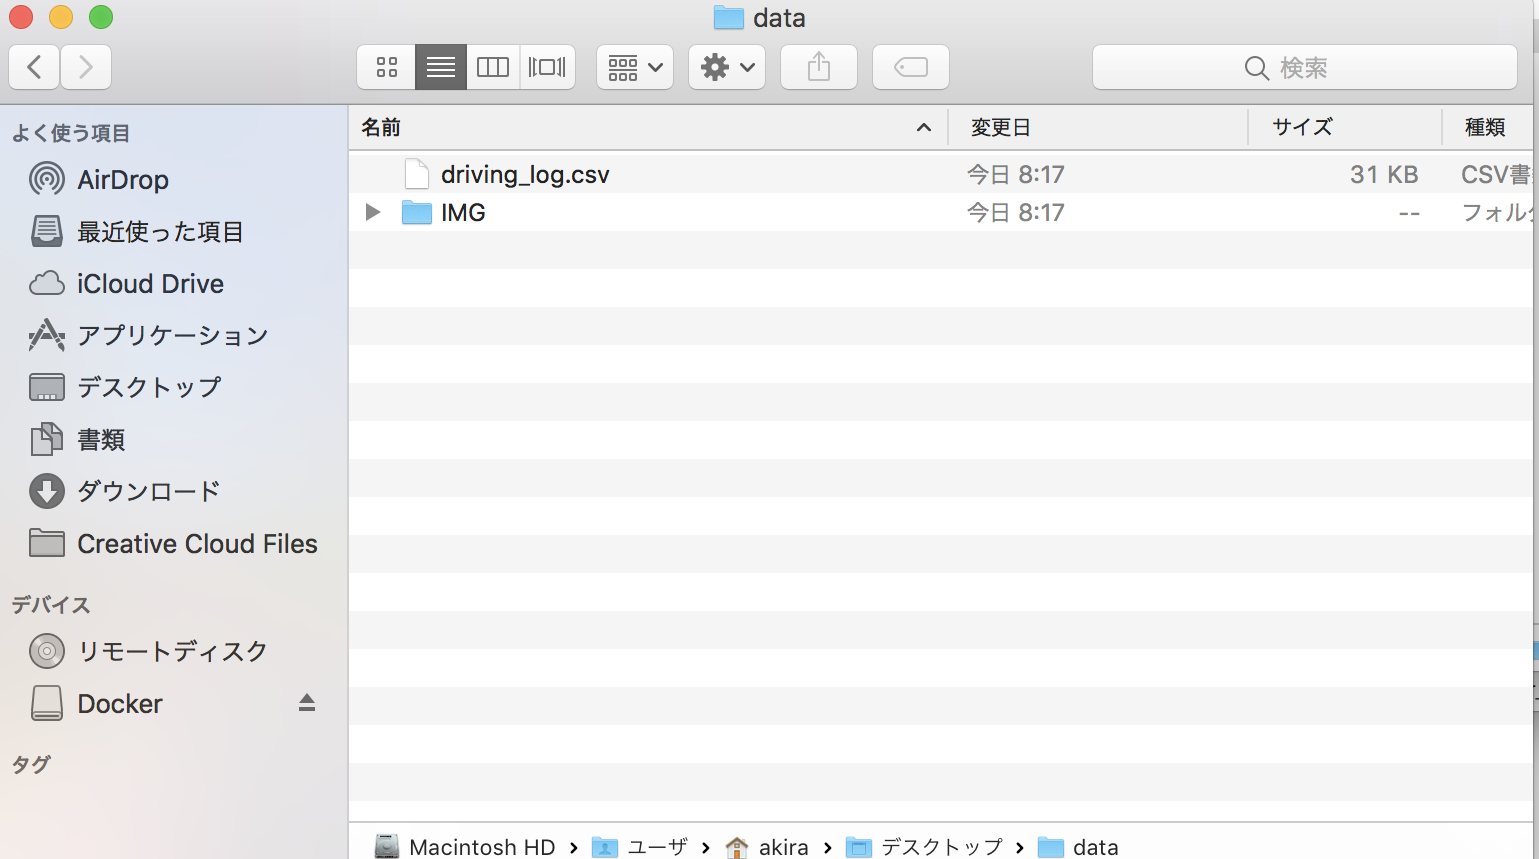 data
検索
よく使う項目
AirDrop
最近使った項目
iCloud Drive
アプリケーション
デスクトップ
書類
ダウンロード
Creative Cloud Files
デバイス
リモートディスク
Docker
タグ
名前 変更日 サイズ 種類
driving_log.csv 今日 8:17 31 KB CSV書
IMG 今日 8:17 -- フォル
Macintosh HD › ユーザ › akira › デスクトップ › data